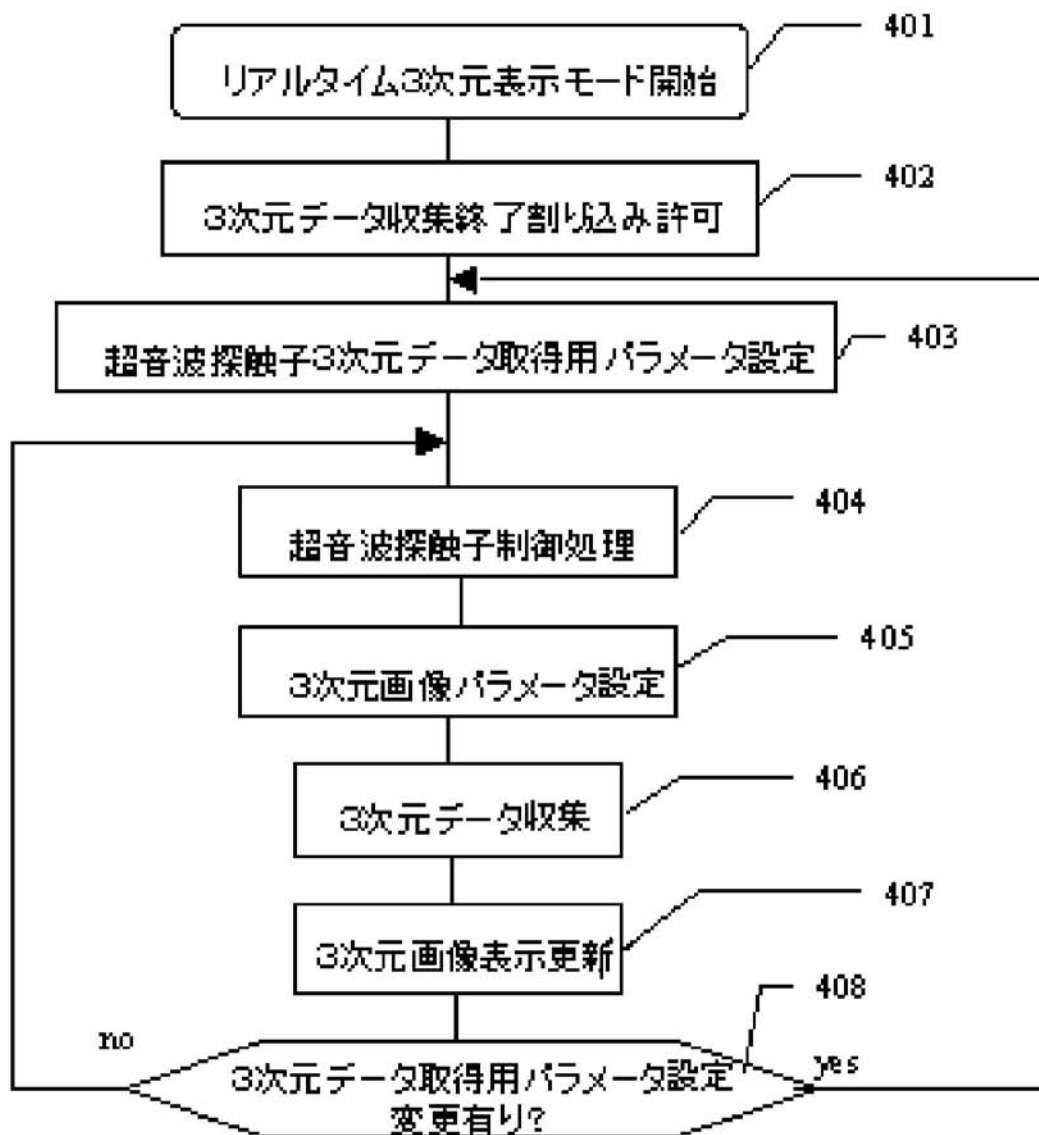 リアルタイム3次元表示モード開始
401
3次元データ収集終了割り込み許可
402
超音波探触子3次元データ取得用パラメータ設定
403
超音波探触子制御処理
404
3次元画像パラメータ設定
405
3次元データ収集
406
3次元画像表示更新
407
408
no
yes
3次元データ取得用パラメータ設定
変更有り?